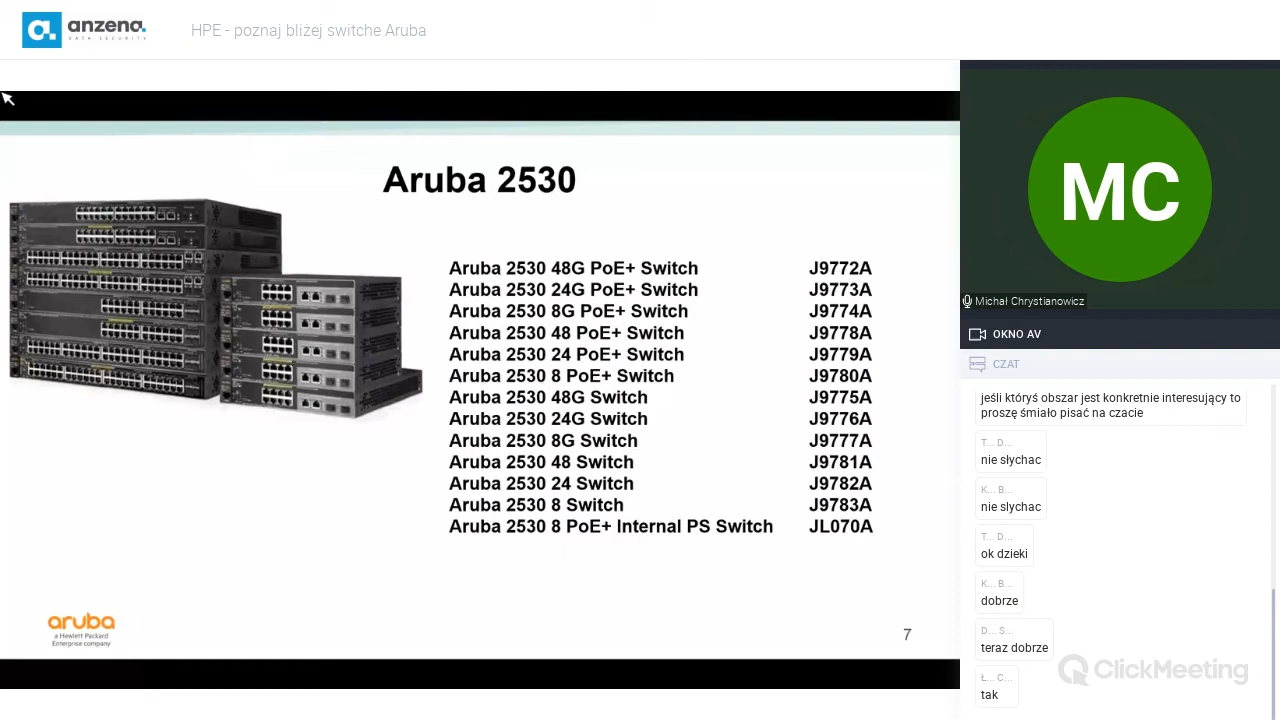 a. anzena.
DATA SECURITY
HPE - poznaj bliżej switche Aruba
Aruba 2530
Aruba 2530 48G PoE+ Switch J9772A
Aruba 2530 24G PoE+ Switch J9773A
Aruba 2530 8G PoE+ Switch J9774A
Aruba 2530 48 PoE+ Switch J9778A
Aruba 2530 24 PoE+ Switch J9779A
Aruba 2530 8 PoE+ Switch J9780A
Aruba 2530 48G Switch J9775A
Aruba 2530 24G Switch J9776A
Aruba 2530 8G Switch J9777A
Aruba 2530 48 Switch J9781A
Aruba 2530 24 Switch J9782A
Aruba 2530 8 Switch J9783A
Aruba 2530 8 PoE+ Internal PS Switch JL070A
aruba
a Hewlett Packard
Enterprise company
7
MC
Michał Chrystianowicz
OKNO AV
CZAT
jeśli któryś obszar jest konkretnie interesujący to
proszę śmiało pisać na czacie
T... D...
nie słychac
K... B...
nie slychac
T... D...
ok dzieki
K... B...
dobrze
D... S...
teraz dobrze
Ł... C...
tak
ClickMeeting